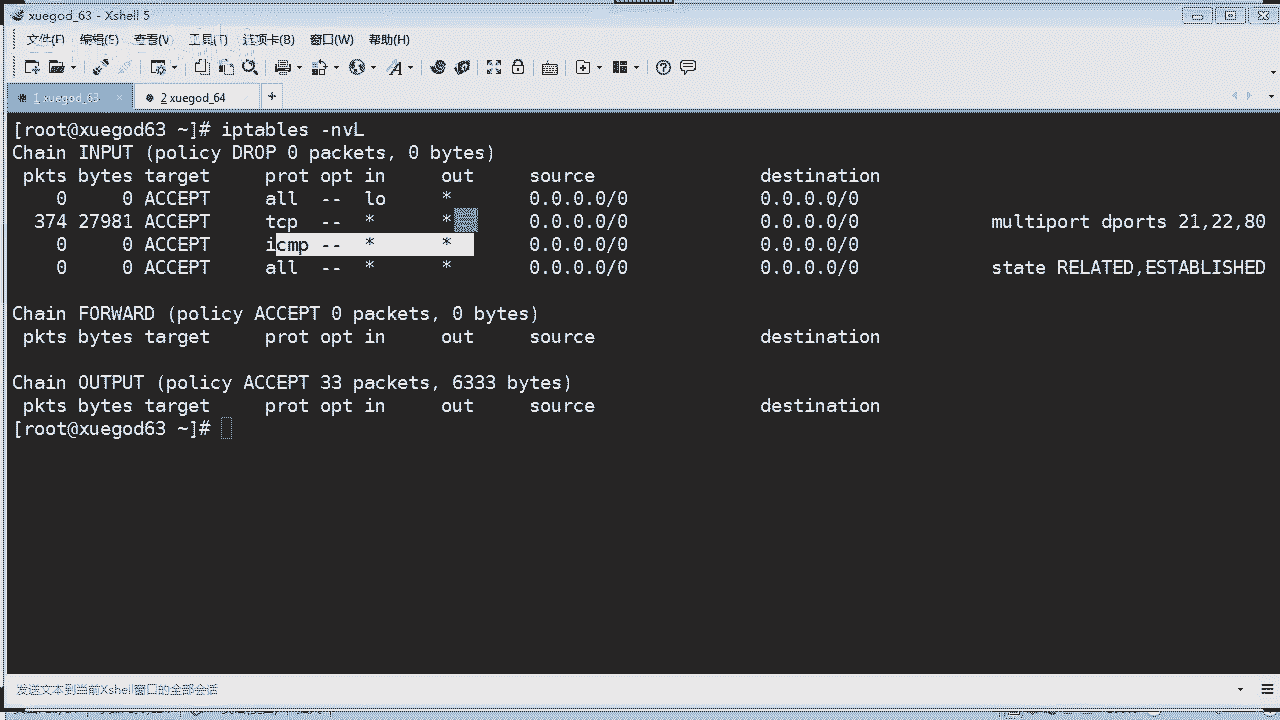 xuegod_63 - Xshell 5
文件(F) 编辑(E) 查看(V) 工具(T) 选项卡(B) 窗口(W) 帮助(H)
1 xuegod_63 × 2 xuegod_64 +
[root@xuegod63 ~]# iptables -nvL
Chain INPUT (policy DROP 0 packets, 0 bytes)
pkts bytes target prot opt in out source destination
0 0 ACCEPT all -- lo * 0.0.0.0/0 0.0.0.0/0
374 27981 ACCEPT tcp -- * * 0.0.0.0/0 0.0.0.0/0 multiport dports 21,22,80
0 0 ACCEPT icmp -- * * 0.0.0.0/0 0.0.0.0/0
0 0 ACCEPT all -- * * 0.0.0.0/0 0.0.0.0/0 state RELATED,ESTABLISHED
Chain FORWARD (policy ACCEPT 0 packets, 0 bytes)
pkts bytes target prot opt in out source destination
Chain OUTPUT (policy ACCEPT 33 packets, 6333 bytes)
pkts bytes target prot opt in out source destination
[root@xuegod63 ~]#
发送文本到当前Xshell窗口的全部会话